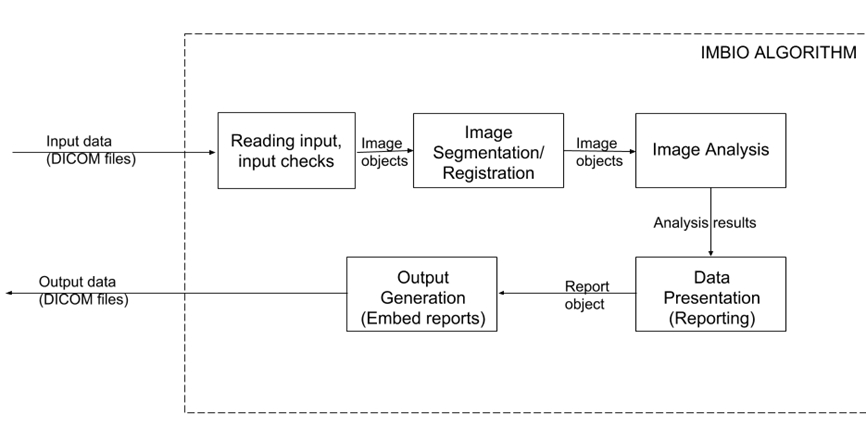 IMBIO ALGORITHM
Input data
(DICOM files)
Reading input,
input checks
Image
objects
Image
Segmentation/
Registration
Image
objects
Image Analysis
Analysis results
Data
Presentation
(Reporting)
Report
object
Output
Generation
(Embed reports)
Output data
(DICOM files)